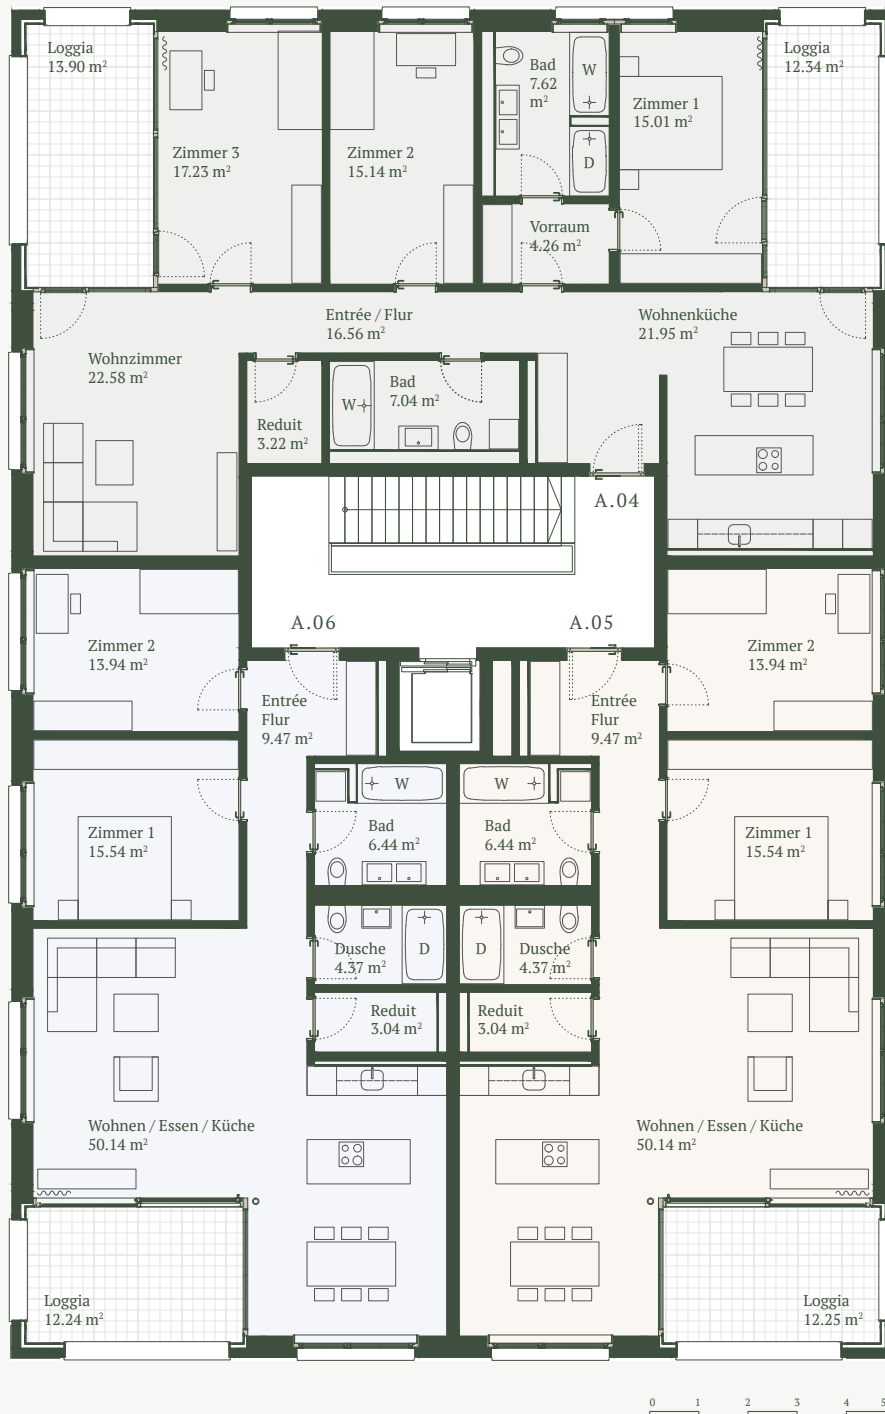 Loggia
13.90 m²
Zimmer 3
17.23 m²
Zimmer 2
15.14 m²
Bad
7.62
m²
W
D
Zimmer 1
15.01 m²
Loggia
12.34 m²
Vorraum
4.26 m²
Entrée / Flur
16.56 m²
Wohnenküche
21.95 m²
Wohnzimmer
22.58 m²
Reduit
3.22 m²
W
Bad
7.04 m²
A.04
A.06
A.05
Zimmer 2
13.94 m²
Zimmer 2
13.94 m²
Entrée
Flur
9.47 m²
Entrée
Flur
9.47 m²
W
W
Zimmer 1
15.54 m²
Bad
6.44 m²
Bad
6.44 m²
Zimmer 1
15.54 m²
Dusche
4.37 m²
D
D
Dusche
4.37 m²
Reduit
3.04 m²
Reduit
3.04 m²
Wohnen / Essen / Küche
50.14 m²
Wohnen / Essen / Küche
50.14 m²
Loggia
12.24 m²
Loggia
12.25 m²
0 1 2 3 4 5